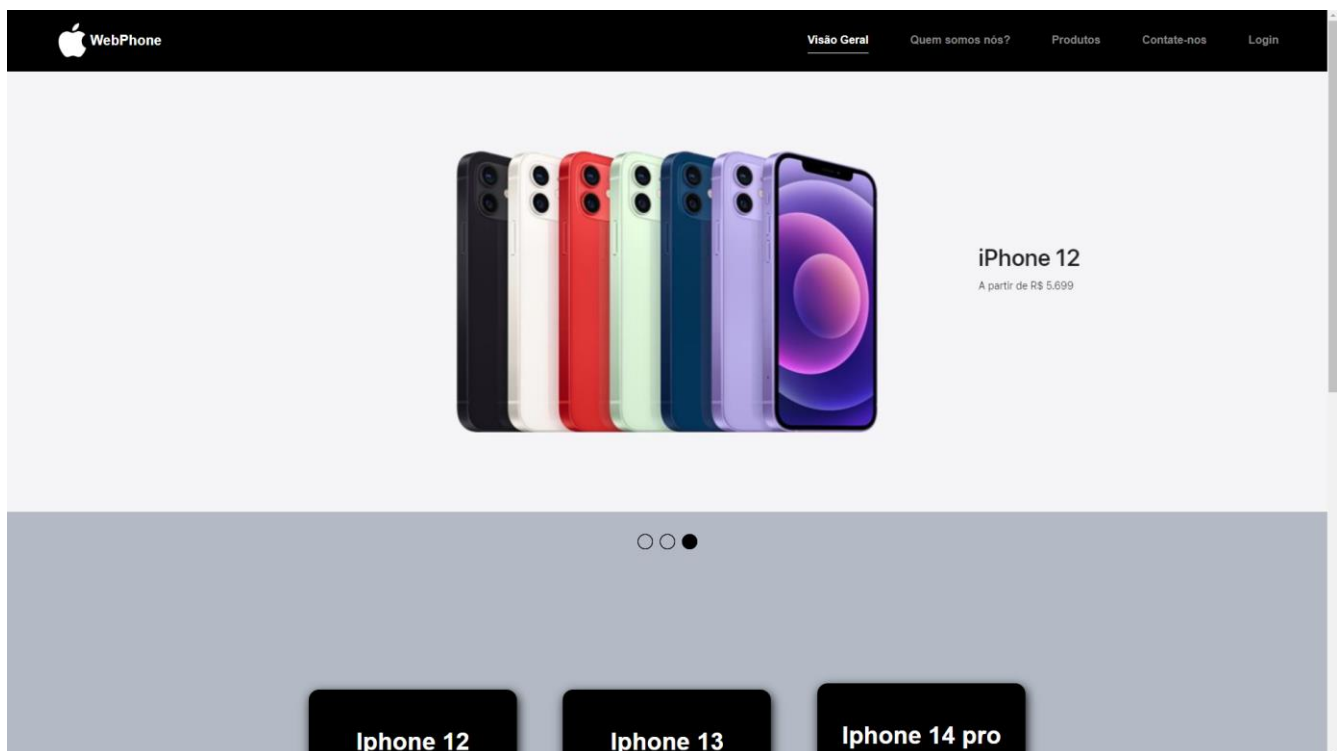 WebPhone
Visão Geral Quem somos nós? Produtos Contate-nos Login
iPhone 12
A partir de R$ 5.699
Iphone 12 Iphone 13 Iphone 14 pro